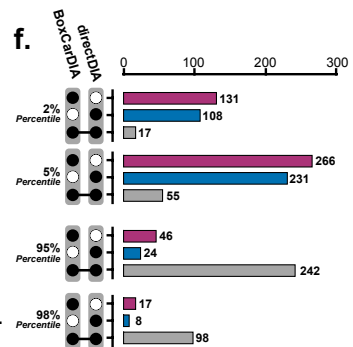 f.
BoxCarDIA
directDIA
0 100 200 300
2%
Percentile
131
108
17
5%
Percentile
266
231
55
95%
Percentile
46
24
242
98%
Percentile
17
8
98